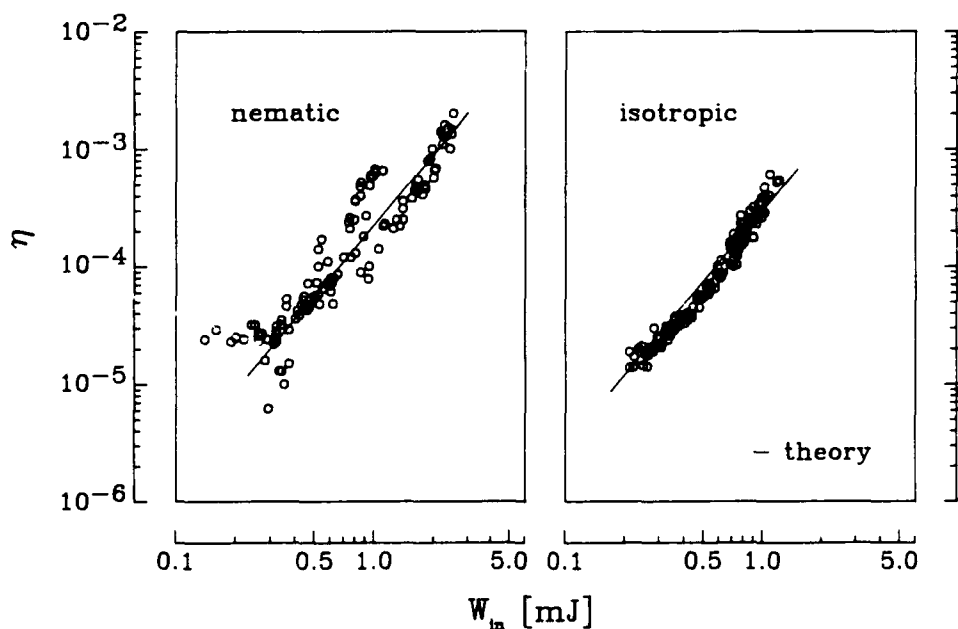 10⁻²
10⁻³
10⁻⁴
10⁻⁵
10⁻⁶
η
nematic
isotropic
— theory
0.1 0.5 1.0 5.0
0.1 0.5 1.0 5.0
W_in [mJ]